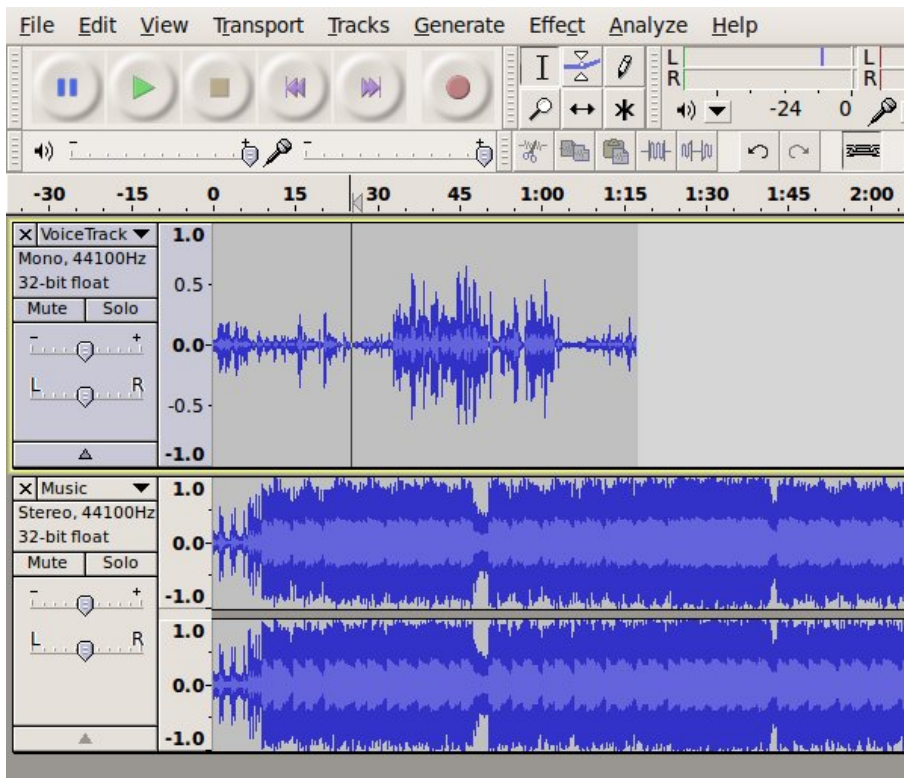 File Edit View Transport Tracks Generate Effect Analyze Help
L L
R R
-24 0
-30 -15 0 15 30 45 1:00 1:15 1:30 1:45 2:00
VoiceTrack 1.0
Mono, 44100Hz
32-bit float 0.5
Mute Solo
- + 0.0
L R
-0.5
-1.0
Music 1.0
Stereo, 44100Hz
32-bit float 0.0
Mute Solo
- + -1.0
L R 1.0
0.0
-1.0